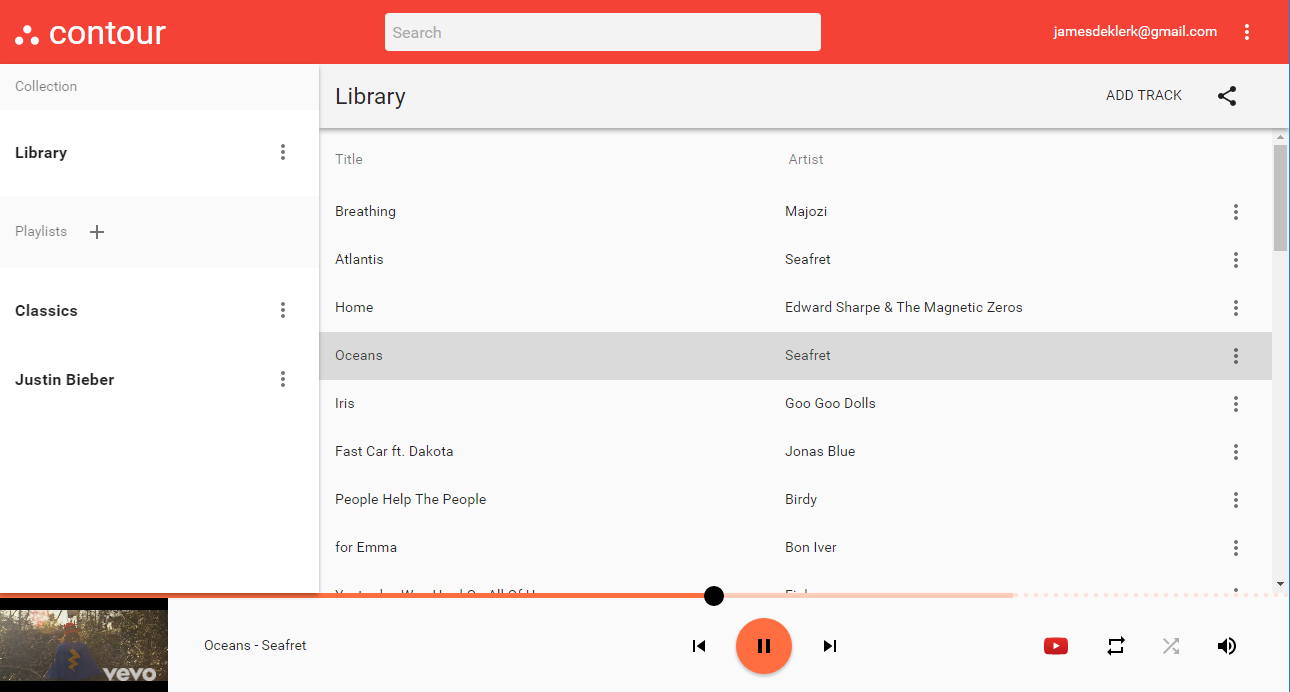 contour
Search
jamesdeklerk@gmail.com
Collection
Library
Playlists
Classics
Justin Bieber
Library
ADD TRACK
Title Artist
Breathing Majozi
Atlantis Seafret
Home Edward Sharpe & The Magnetic Zeros
Oceans Seafret
Iris Goo Goo Dolls
Fast Car ft. Dakota Jonas Blue
People Help The People Birdy
for Emma Bon Iver
vevo
Oceans - Seafret